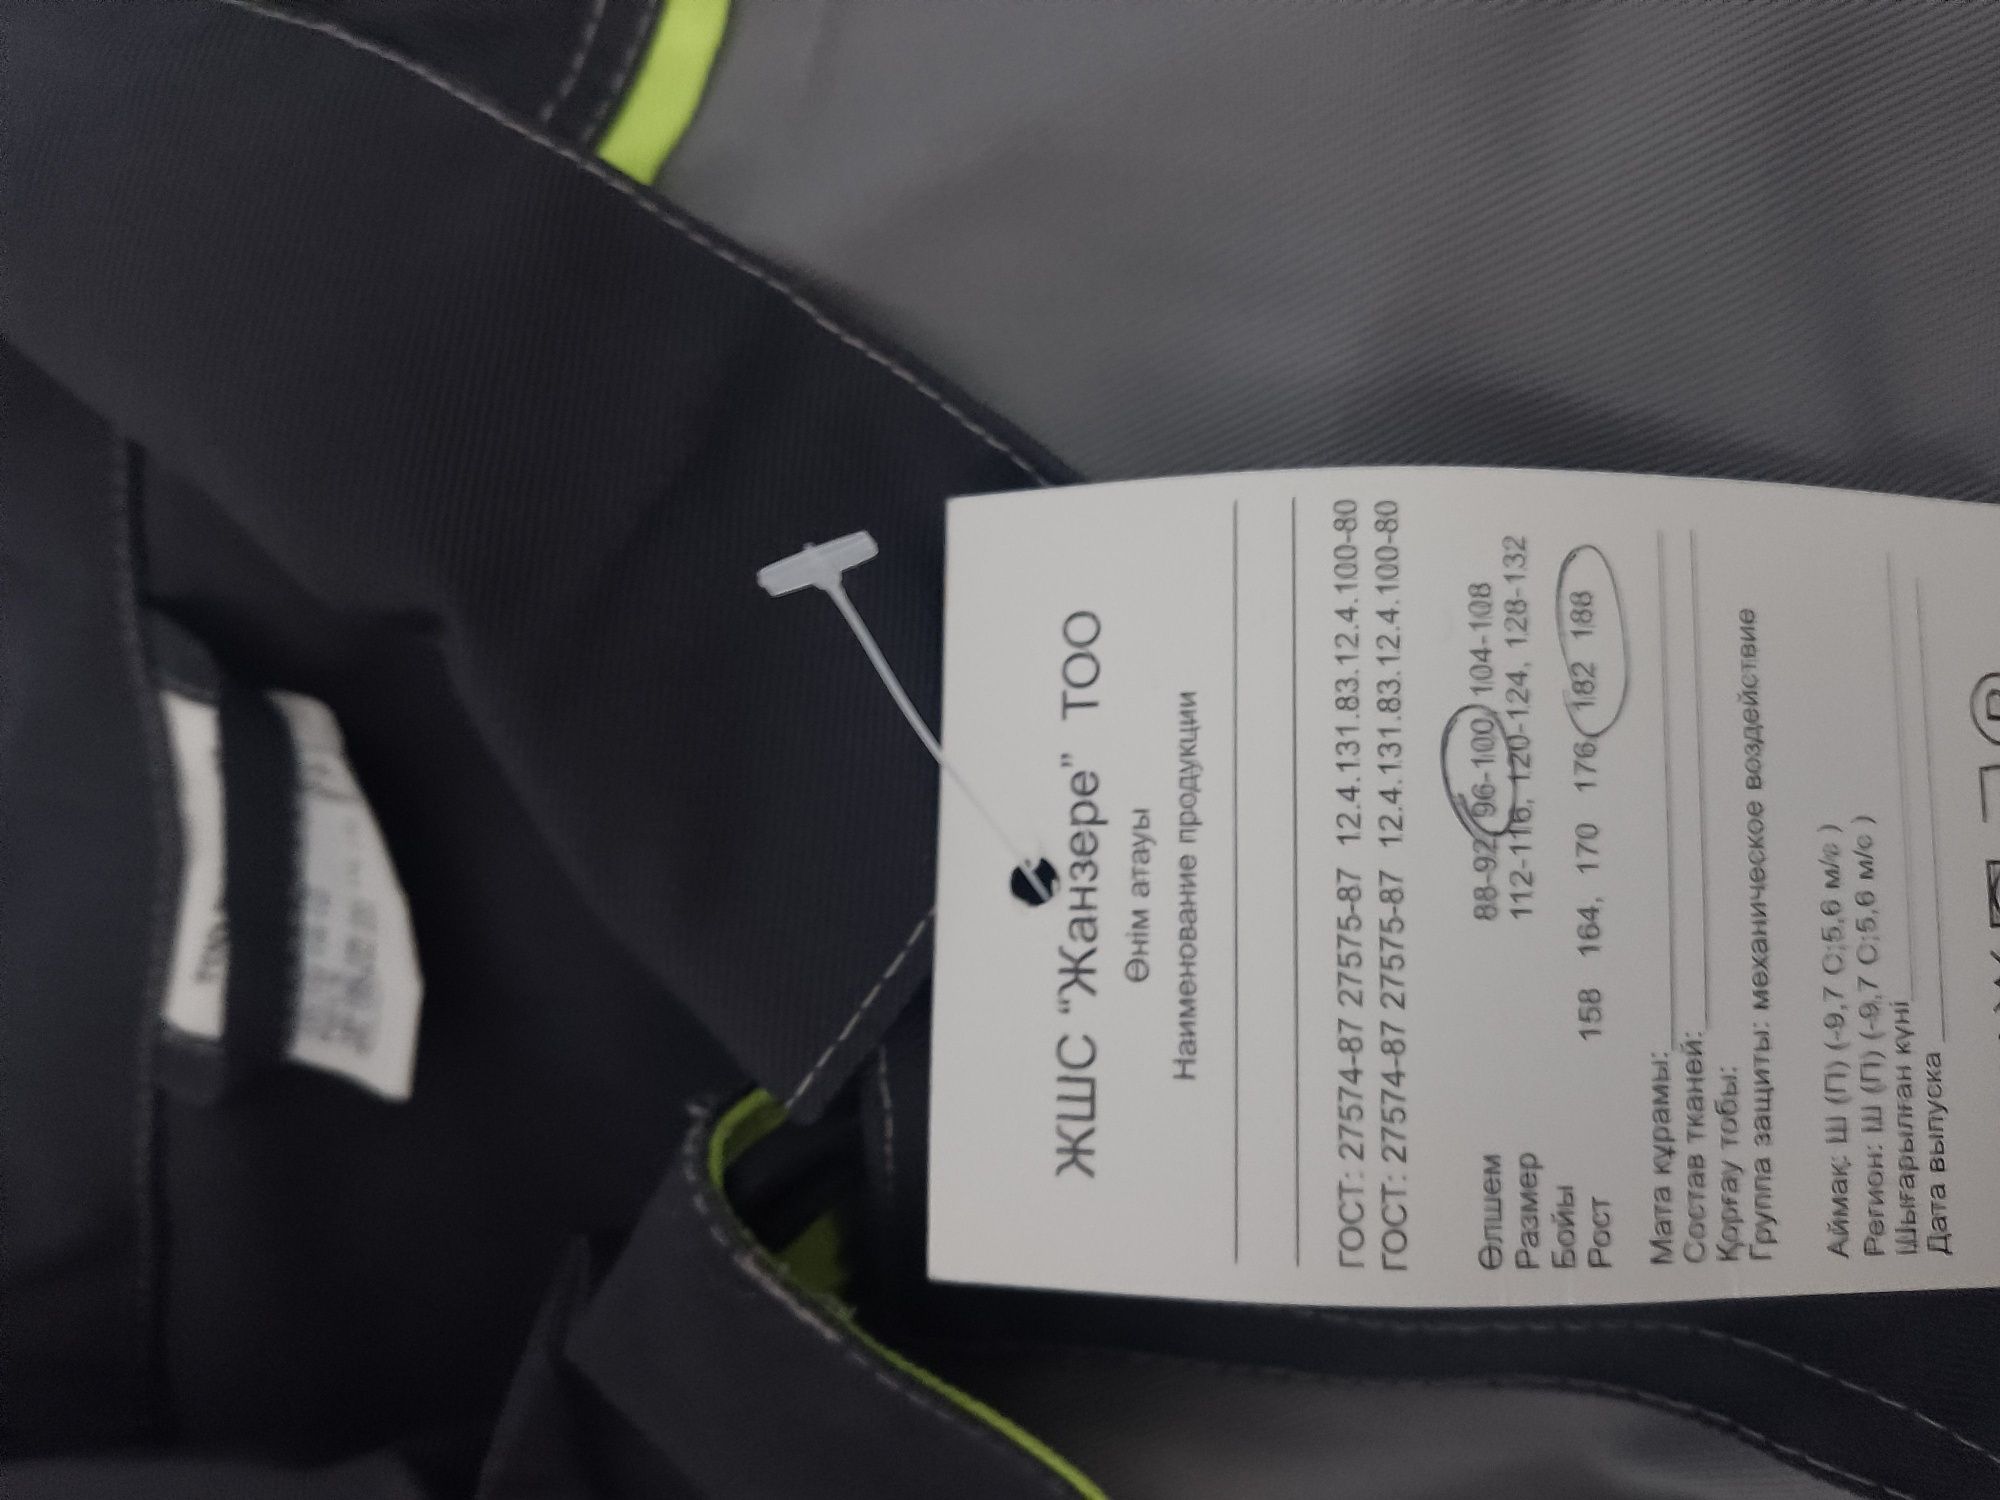 ЖШС “Жанзере” ТОО
Өнім атауы
Наименование продукции
ГОСТ: 27574-87 27575-87 12.4.131.83.12.4.100-80
ГОСТ: 27574-87 27575-87 12.4.131.83.12.4.100-80
Өлшем 88-92, 96-100, 104-108
Размер 112-116, 120-124, 128-132
Бойы
Рост 158 164, 170 176 182 188
Мата құрамы:
Состав тканей:
Қорғау тобы:
Группа защиты: механическое воздействие
Аймақ: Ш (П) (-9,7 С;5,6 м/с )
Регион: Ш (П) (-9,7 С;5,6 м/с )
Шығарылған күні
Дата выпуска